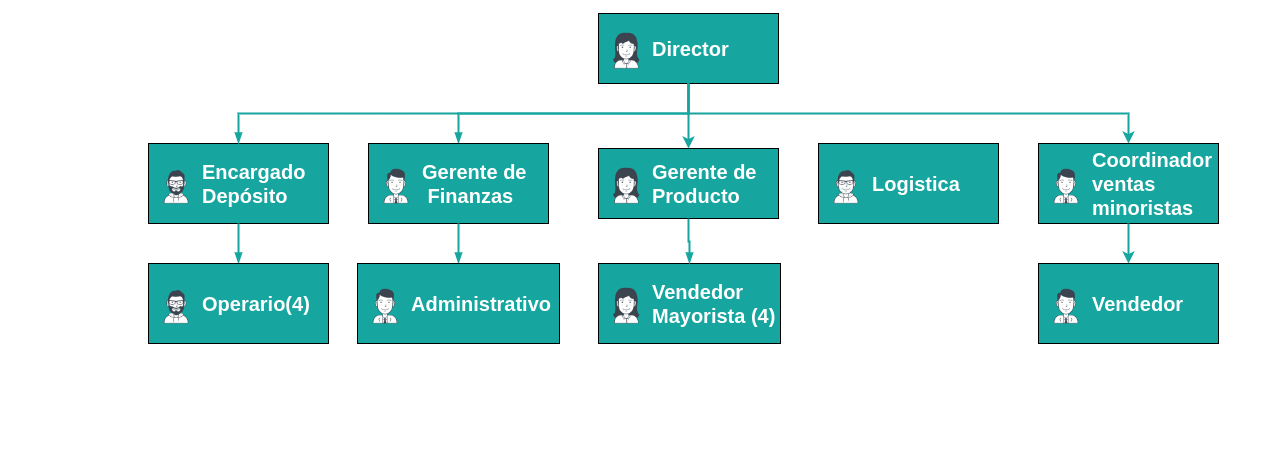 Director
Encargado
Depósito
Gerente de
Finanzas
Gerente de
Producto
Logistica
Coordinador
ventas
minoristas
Operario(4)
Administrativo
Vendedor
Mayorista (4)
Vendedor